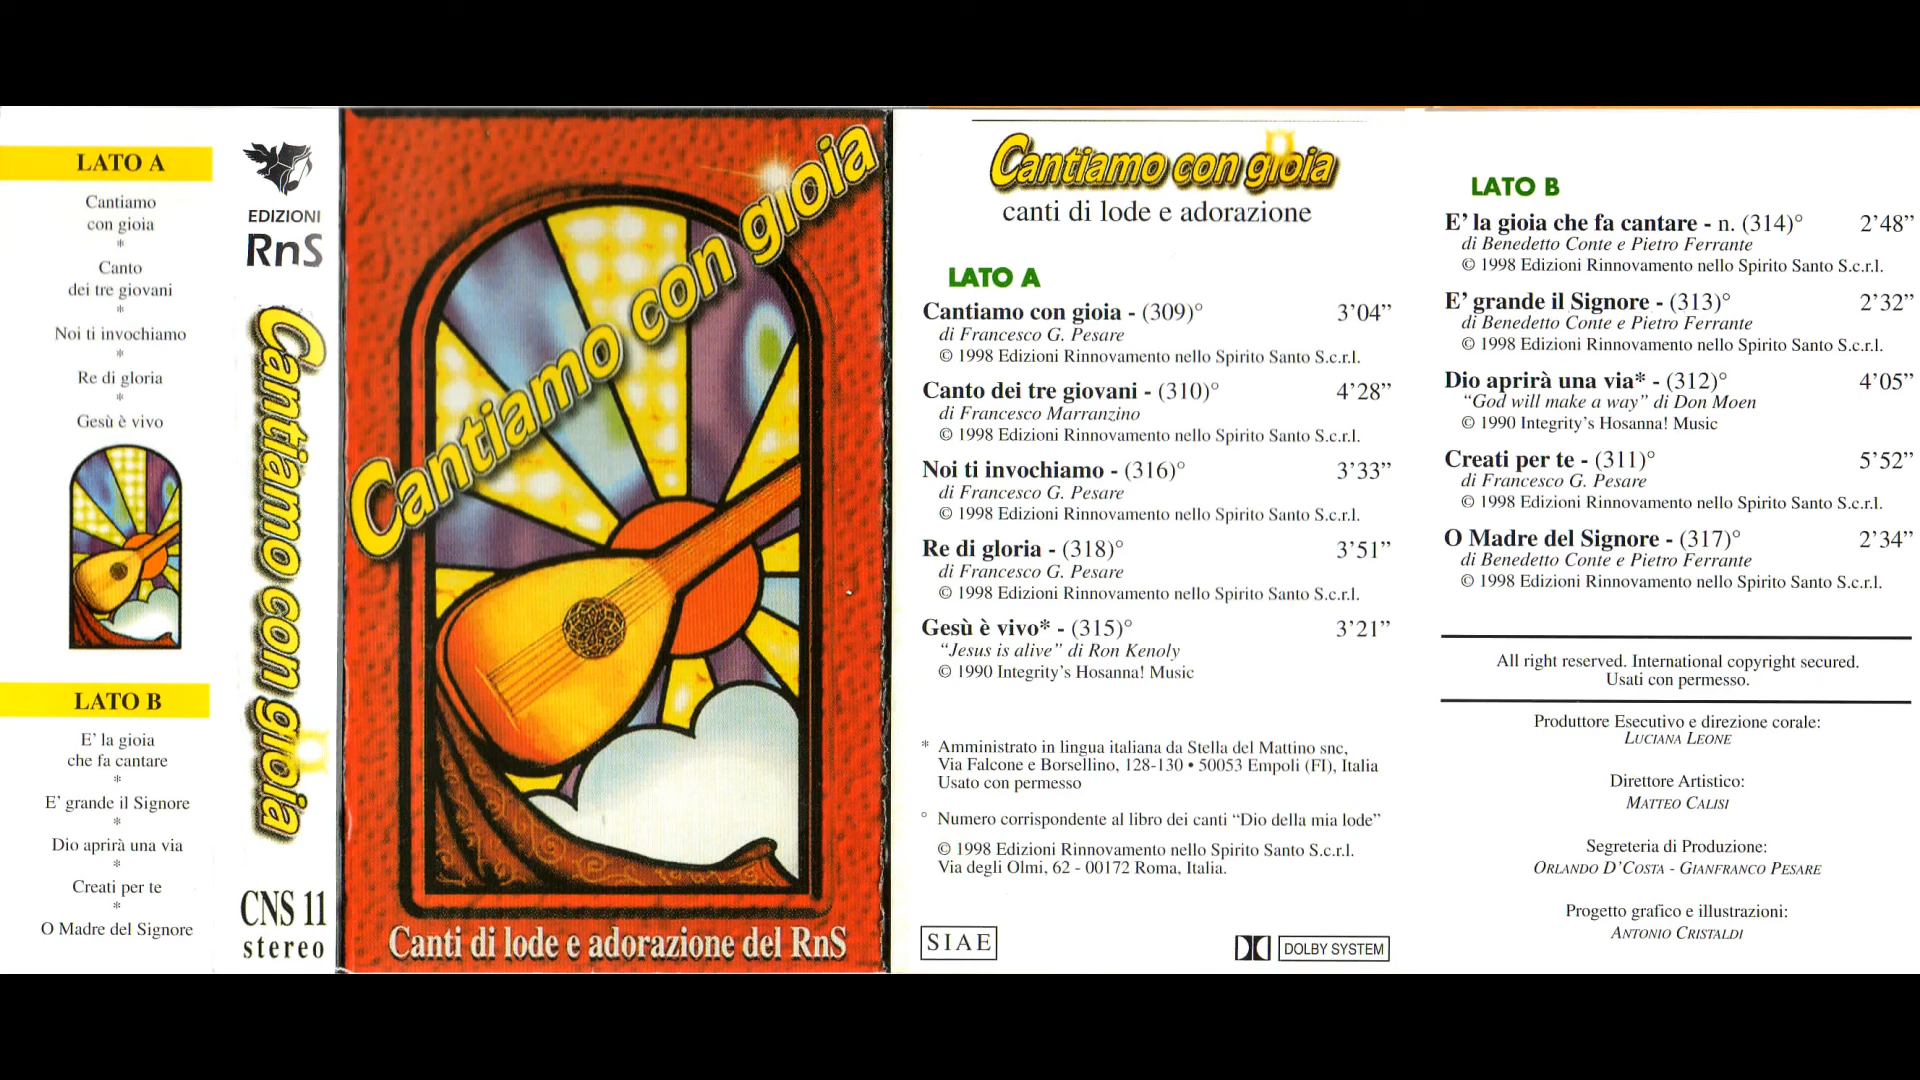 LATO A
Cantiamo
con gioia
*
Canto
dei tre giovani
*
Noi ti invochiamo
*
Re di gloria
*
Gesù è vivo
LATO B
E' la gioia
che fa cantare
*
E' grande il Signore
*
Dio aprirà una via
*
Creati per te
*
O Madre del Signore
EDIZIONI
RnS
Cantiamo con gioia
CNS 11
stereo
Cantiamo con gioia
Canti di lode e adorazione del RnS
Cantiamo con gioia
canti di lode e adorazione
LATO A
Cantiamo con gioia - (309)° 3'04”
di Francesco G. Pesare
© 1998 Edizioni Rinnovamento nello Spirito Santo S.c.r.l.
Canto dei tre giovani - (310)° 4'28”
di Francesco Marranzino
© 1998 Edizioni Rinnovamento nello Spirito Santo S.c.r.l.
Noi ti invochiamo - (316)° 3'33”
di Francesco G. Pesare
© 1998 Edizioni Rinnovamento nello Spirito Santo S.c.r.l.
Re di gloria - (318)° 3'51”
di Francesco G. Pesare
© 1998 Edizioni Rinnovamento nello Spirito Santo S.c.r.l.
Gesù è vivo* - (315)° 3'21”
“Jesus is alive” di Ron Kenoly
© 1990 Integrity's Hosanna! Music
* Amministrato in lingua italiana da Stella del Mattino snc,
Via Falcone e Borsellino, 128-130 • 50053 Empoli (FI), Italia
Usato con permesso
° Numero corrispondente al libro dei canti “Dio della mia lode”
© 1998 Edizioni Rinnovamento nello Spirito Santo S.c.r.l.
Via degli Olmi, 62 - 00172 Roma, Italia.
SIAE
DOLBY SYSTEM
LATO B
E' la gioia che fa cantare - n. (314)° 2'48”
di Benedetto Conte e Pietro Ferrante
© 1998 Edizioni Rinnovamento nello Spirito Santo S.c.r.l.
E' grande il Signore - (313)° 2'32”
di Benedetto Conte e Pietro Ferrante
© 1998 Edizioni Rinnovamento nello Spirito Santo S.c.r.l.
Dio aprirà una via* - (312)° 4'05”
“God will make a way” di Don Moen
© 1990 Integrity's Hosanna! Music
Creati per te - (311)° 5'52”
di Francesco G. Pesare
© 1998 Edizioni Rinnovamento nello Spirito Santo S.c.r.l.
O Madre del Signore - (317)° 2'34”
di Benedetto Conte e Pietro Ferrante
© 1998 Edizioni Rinnovamento nello Spirito Santo S.c.r.l.
All right reserved. International copyright secured.
Usati con permesso.
Produttore Esecutivo e direzione corale:
LUCIANA LEONE
Direttore Artistico:
MATTEO CALISI
Segreteria di Produzione:
ORLANDO D'COSTA - GIANFRANCO PESARE
Progetto grafico e illustrazioni:
ANTONIO CRISTALDI